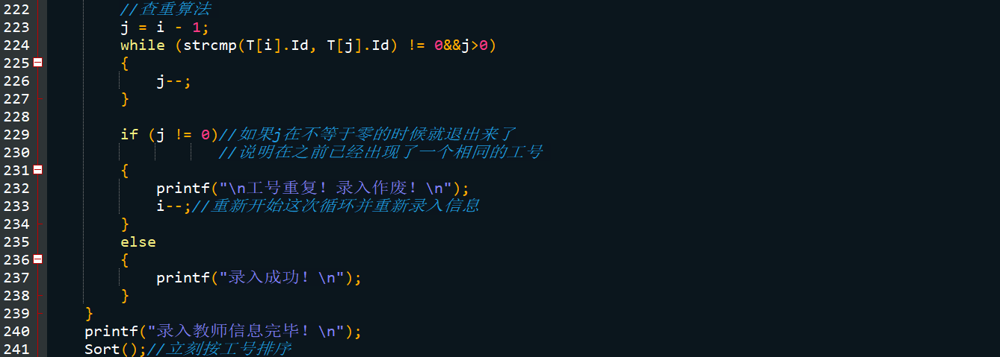 222 //查重算法
223 j = i - 1;
224 while (strcmp(T[i].Id, T[j].Id) != 0&&j>0)
225 {
226 j--;
227 }
228
229 if (j != 0)//如果j在不等于零的时候就退出来了
230 //说明在之前已经出现了一个相同的工号
231 {
232 printf("\n工号重复！录入作废！\n");
233 i--;//重新开始这次循环并重新录入信息
234 }
235 else
236 {
237 printf("录入成功！\n");
238 }
239 }
240 printf("录入教师信息完毕！\n");
241 Sort();//立刻按工号排序